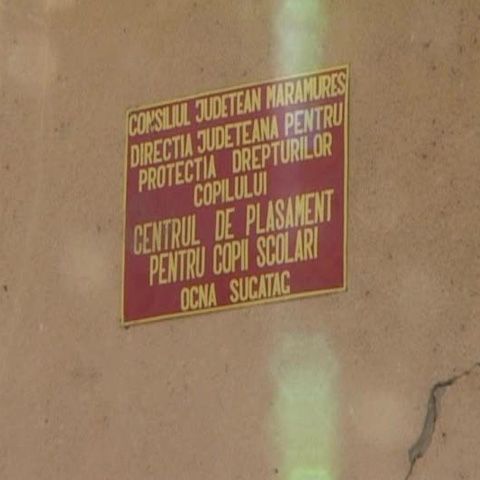 CONSILIUL JUDETEAN MARAMURES
DIRECTIA JUDETEANA PENTRU
PROTECTIA DREPTURILOR
COPILULUI
CENTRUL DE PLASAMENT
PENTRU COPII SCOLARI
OCNA SUGATAG